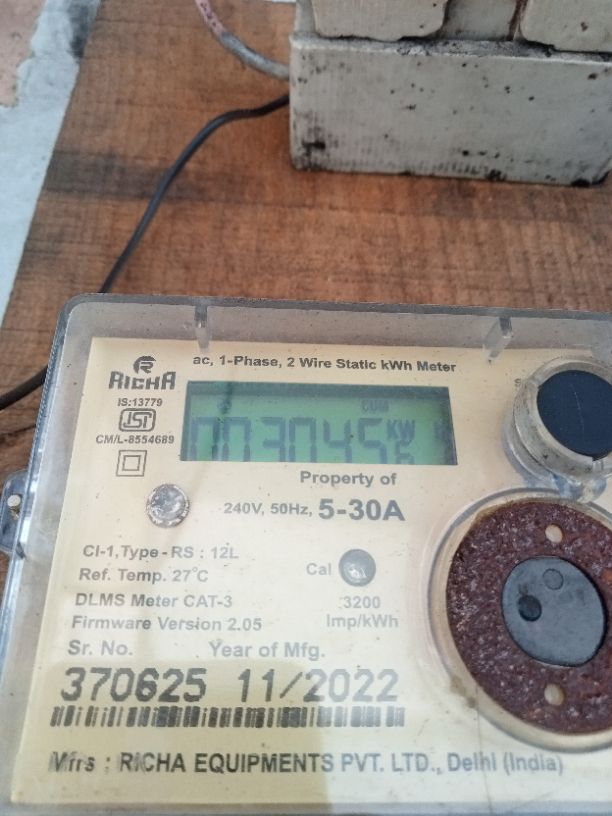 ac, 1-Phase, 2 Wire Static kWh Meter
RICHA
IS:13779
ISI
CM/L-8554689
CUM
003045
Property of
240V, 50Hz, 5-30A
CI-1,Type - RS : 12L
Ref. Temp. 27°C
Cal
DLMS Meter CAT-3
3200
Firmware Version 2.05
Imp/kWh
Sr. No. Year of Mfg.
370625 11/2022
Mfrs : RICHA EQUIPMENTS PVT. LTD., Delhi (India)